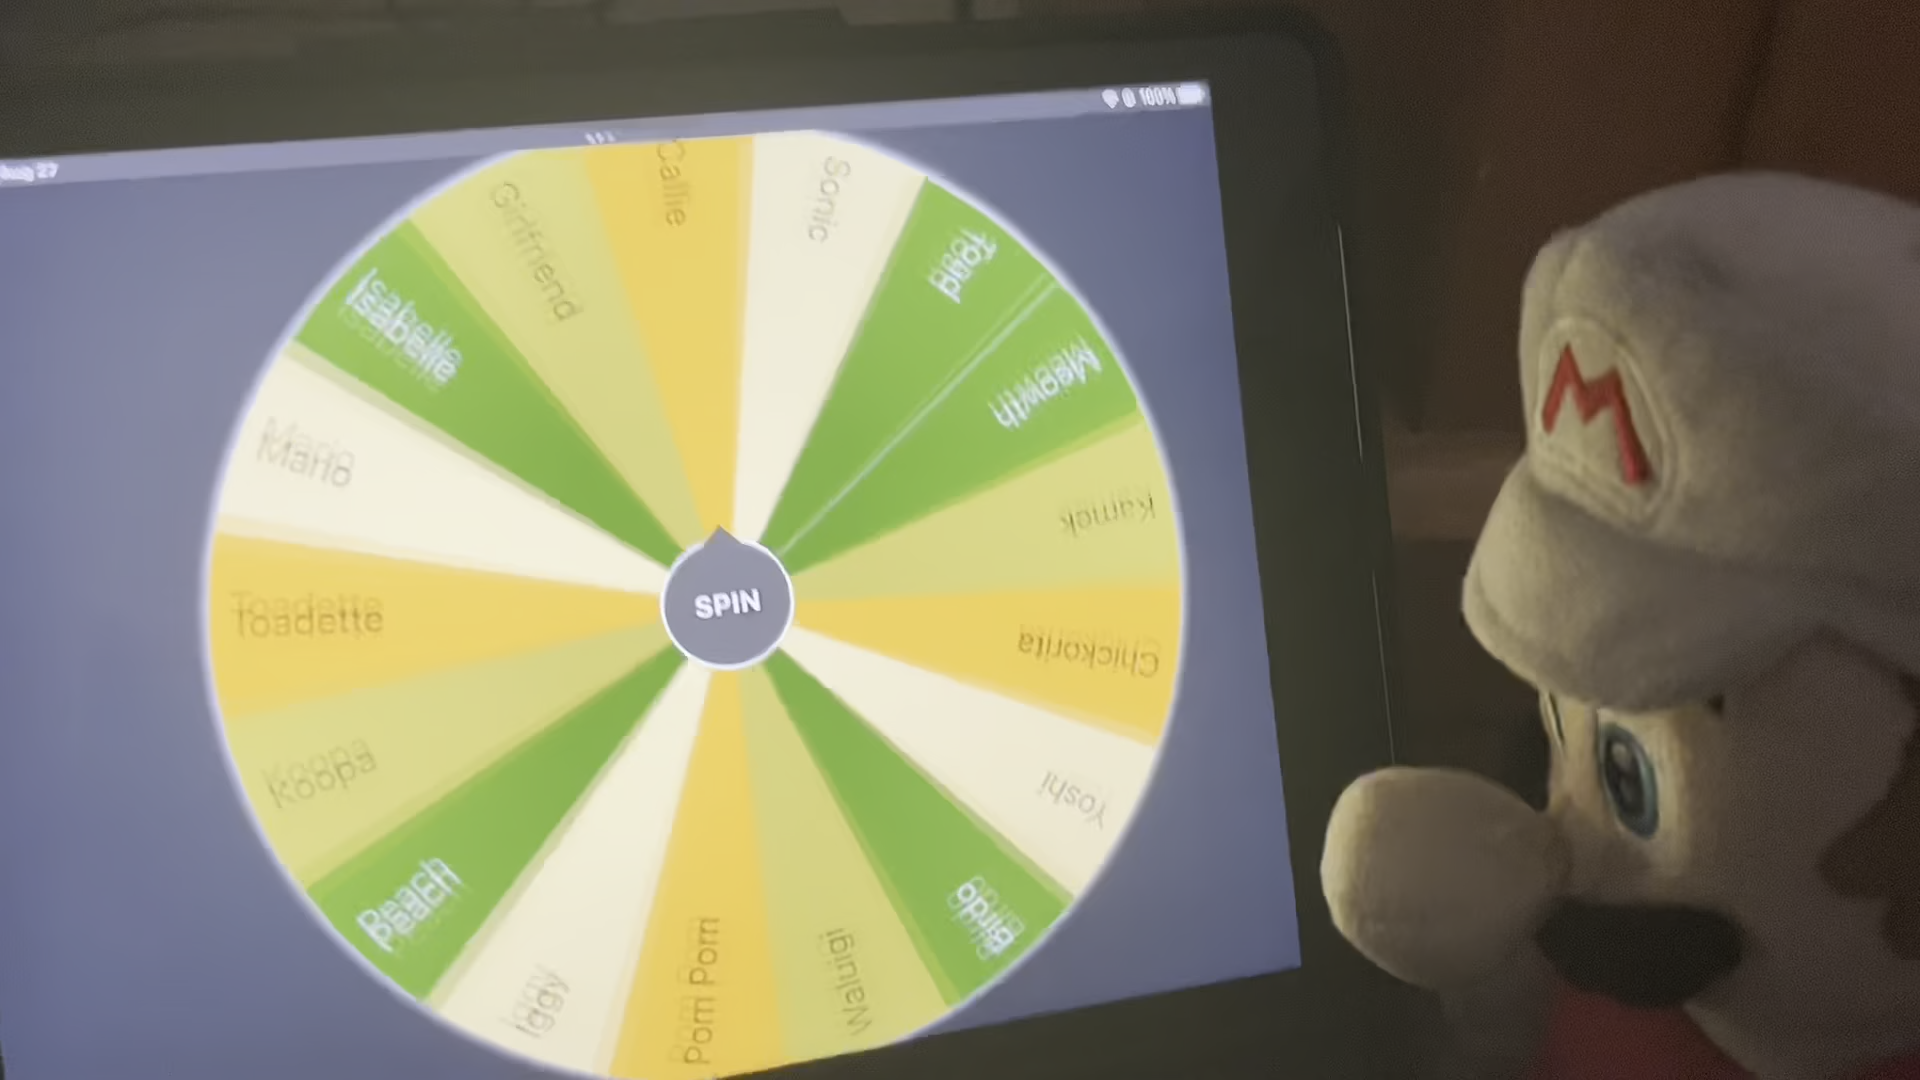 Aug 27
100%
Callie
Sonic
Toad
Meowth
Kamek
Chickorita
Yoshi
Birdo
Waluigi
Pom Pom
Iggy
Peach
Koopa
Toadette
Mario
Isabelle
Girlfriend
SPIN
M